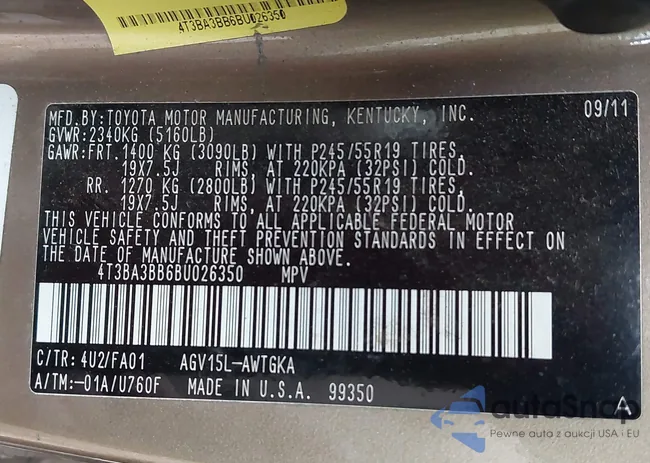 4T3BA3BB6BU026350
MFD.BY:TOYOTA MOTOR MANUFACTURING, KENTUCKY, INC. 09/11
GVWR:2340KG (5160LB)
GAWR:FRT.1400 KG (3090LB) WITH P245/55R19 TIRES,
19X7.5J RIMS, AT 220KPA (32PSI) COLD.
RR. 1270 KG (2800LB) WITH P245/55R19 TIRES,
19X7.5J RIMS, AT 220KPA (32PSI) COLD.
THIS VEHICLE CONFORMS TO ALL APPLICABLE FEDERAL MOTOR
VEHICLE SAFETY AND THEFT PREVENTION STANDARDS IN EFFECT ON
THE DATE OF MANUFACTURE SHOWN ABOVE.
4T3BA3BB6BU026350 MPV
C/TR: 4U2/FA01 AGV15L-AWTGKA
A/TM:-01A/U760F MADE IN U.S.A. 99350 A
autaSnap
Pewne auta z aukcji USA i EU